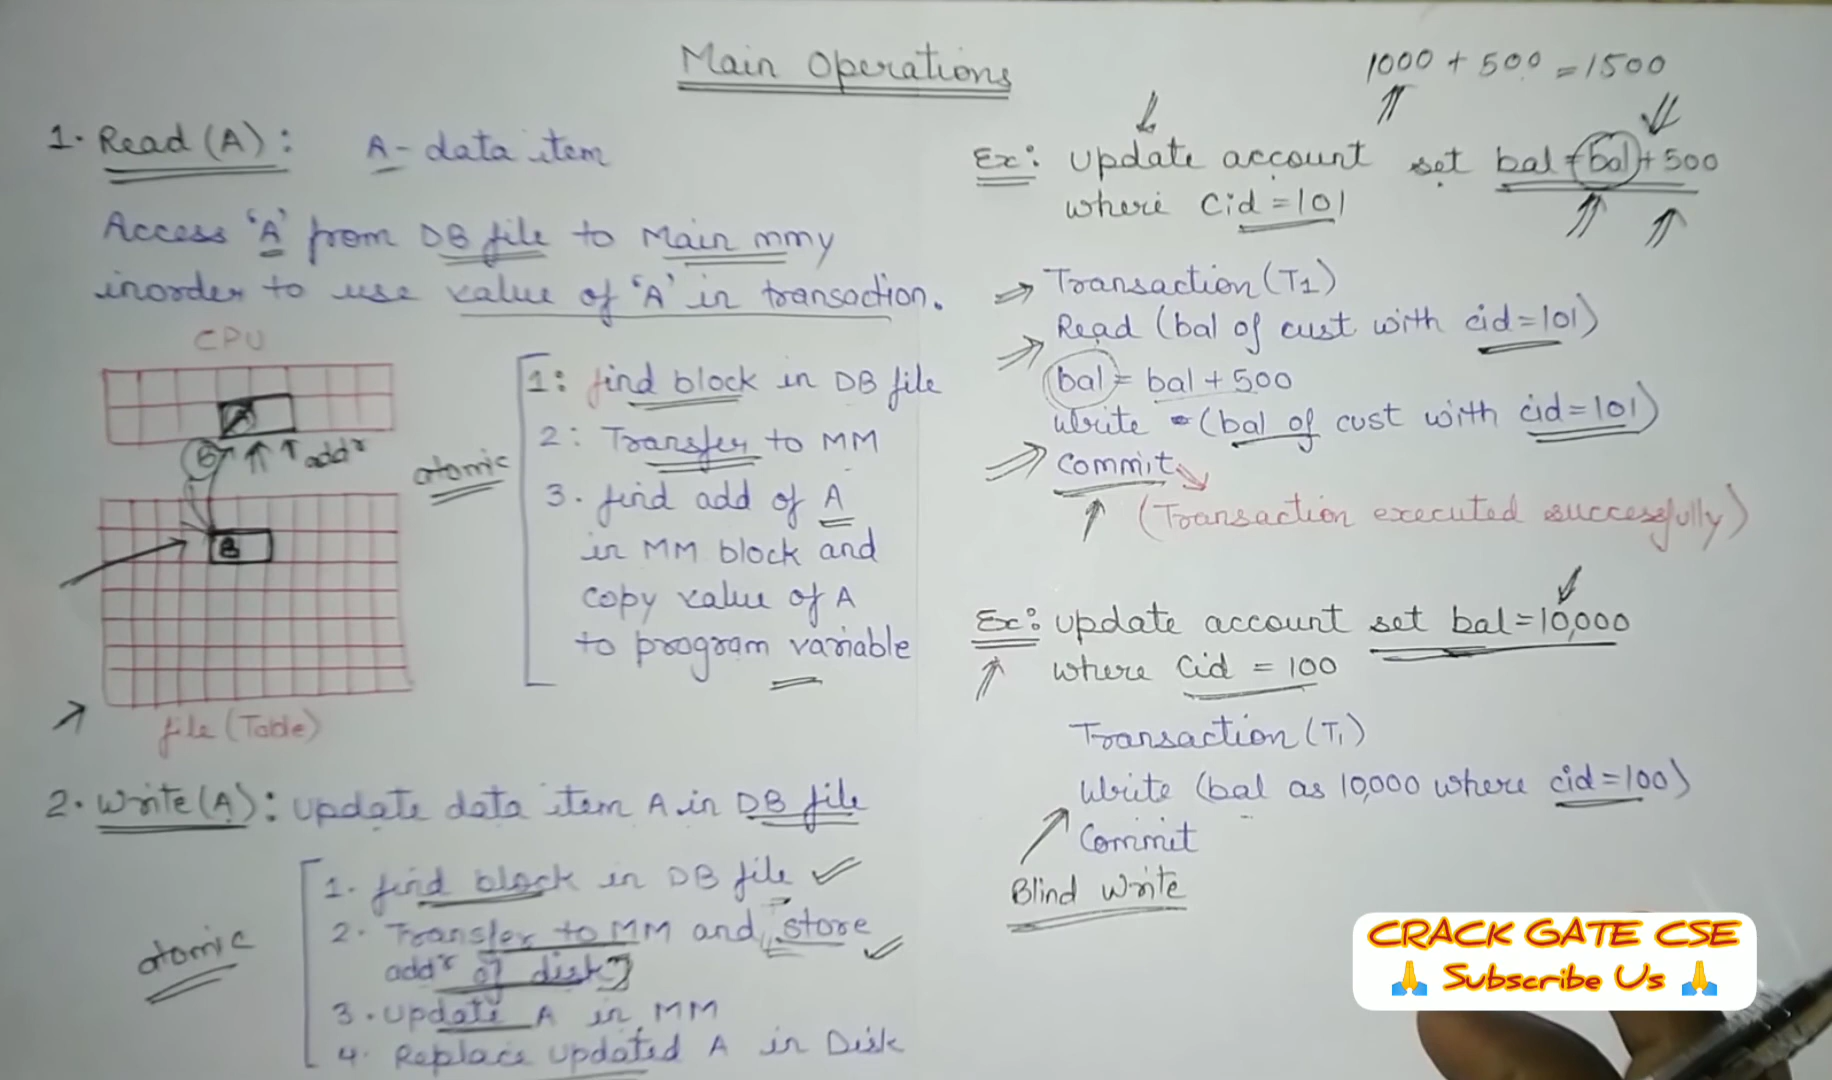 Main Operations
1. Read (A): A - data item
Access 'A' from DB file to Main mmy
inorder to use value of 'A' in transaction.
CPU
A
B
addr
B
file (Table)
atomic
1: find block in DB file
2: Transfer to MM
3. find add of A
in MM block and
copy value of A
to program variable
2. Write (A): update data item A in DB file
atomic
1. find block in DB file
2. Transfer to MM and store
addr of disk
3. update A in MM
4. Replace updated A in Disk
1000 + 500 = 1500
Ex: update account set bal = bal + 500
where cid = 101
Transaction (T1)
Read (bal of cust with cid = 101)
bal = bal + 500
Write (bal of cust with cid = 101)
Commit
(Transaction executed successfully)
Ex: update account set bal = 10,000
where cid = 100
Transaction (T1)
Write (bal as 10,000 where cid = 100)
Commit
Blind Write
CRACK GATE CSE
🙏 Subscribe Us 🙏